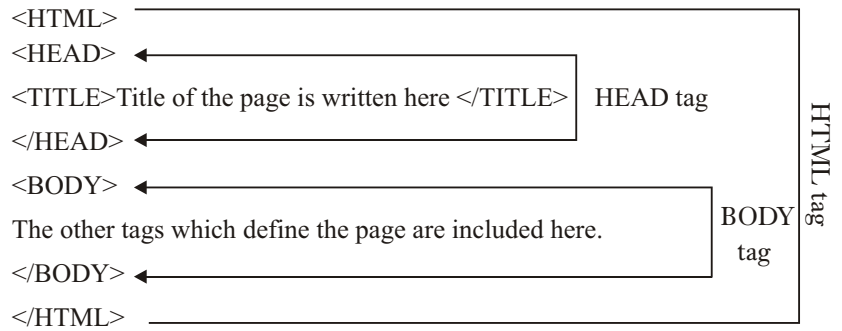 <HTML>
<HEAD>
<TITLE>Title of the page is written here </TITLE>
HEAD tag
</HEAD>
<BODY>
The other tags which define the page are included here.
BODY
tag
</BODY>
</HTML>
HTML tag